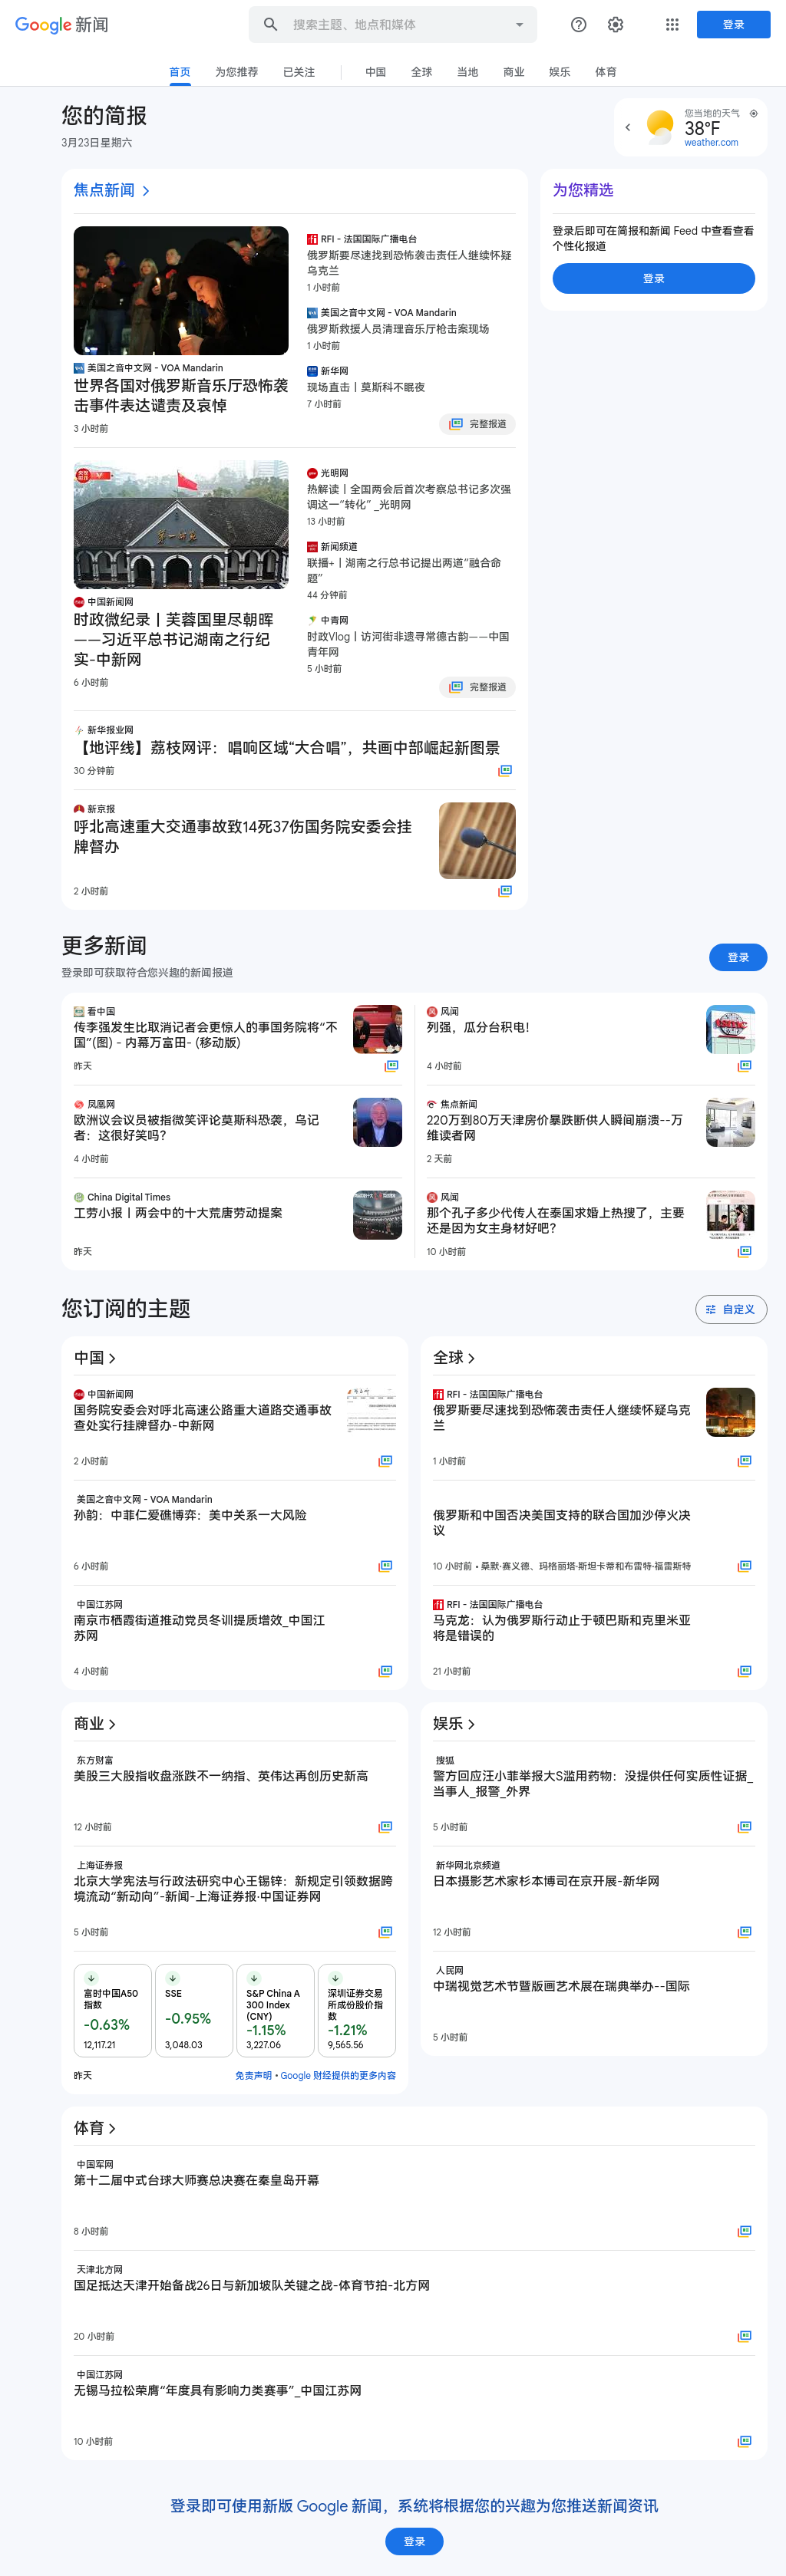 Google 新闻
搜索主题、地点和媒体
登录
首页
为您推荐
已关注
中国
全球
当地
商业
娱乐
体育
您的简报
3月23日星期六
您当地的天气
38°F
weather.com
焦点新闻
美国之音中文网 - VOA Mandarin
世界各国对俄罗斯音乐厅恐怖袭
击事件表达谴责及哀悼
3 小时前
RFI - 法国国际广播电台
俄罗斯要尽速找到恐怖袭击责任人继续怀疑
乌克兰
1 小时前
美国之音中文网 - VOA Mandarin
俄罗斯救援人员清理音乐厅枪击案现场
1 小时前
新华网
现场直击丨莫斯科不眠夜
7 小时前
完整报道
第一师范
中国新闻网
时政微纪录丨芙蓉国里尽朝晖
——习近平总书记湖南之行纪
实-中新网
6 小时前
光明网
热解读丨全国两会后首次考察总书记多次强
调这一“转化” _光明网
13 小时前
新闻频道
联播+丨湖南之行总书记提出两道“融合命
题”
44 分钟前
中青网
时政Vlog丨访河街非遗寻常德古韵——中国
青年网
5 小时前
完整报道
新华报业网
【地评线】荔枝网评：唱响区域“大合唱”，共画中部崛起新图景
30 分钟前
新京报
呼北高速重大交通事故致14死37伤国务院安委会挂
牌督办
2 小时前
为您精选
登录后即可在简报和新闻 Feed 中查看查看
个性化报道
登录
更多新闻
登录即可获取符合您兴趣的新闻报道
登录
看中国
传李强发生比取消记者会更惊人的事国务院将“不
国”(图) - 内幕万富田- (移动版)
昨天
凤凰网
欧洲议会议员被指微笑评论莫斯科恐袭，乌记
者：这很好笑吗？
4 小时前
China Digital Times
工劳小报丨两会中的十大荒唐劳动提案
昨天
风闻
列强，瓜分台积电！
4 小时前
焦点新闻
220万到80万天津房价暴跌断供人瞬间崩溃--万
维读者网
2 天前
风闻
那个孔子多少代传人在泰国求婚上热搜了，主要
还是因为女主身材好吧？
10 小时前
您订阅的主题
自定义
中国
中国新闻网
国务院安委会对呼北高速公路重大道路交通事故
查处实行挂牌督办-中新网
2 小时前
美国之音中文网 - VOA Mandarin
孙韵：中菲仁爱礁博弈：美中关系一大风险
6 小时前
中国江苏网
南京市栖霞街道推动党员冬训提质增效_中国江
苏网
4 小时前
全球
RFI - 法国国际广播电台
俄罗斯要尽速找到恐怖袭击责任人继续怀疑乌克
兰
1 小时前
俄罗斯和中国否决美国支持的联合国加沙停火决
议
10 小时前 • 桑默·赛义德、玛格丽塔·斯坦卡蒂和布雷特·福雷斯特
RFI - 法国国际广播电台
马克龙：认为俄罗斯行动止于顿巴斯和克里米亚
将是错误的
21 小时前
商业
东方财富
美股三大股指收盘涨跌不一纳指、英伟达再创历史新高
12 小时前
上海证券报
北京大学宪法与行政法研究中心王锡锌：新规定引领数据跨
境流动“新动向”-新闻-上海证券报·中国证券网
5 小时前
富时中国A50
指数
-0.63%
12,117.21
SSE
-0.95%
3,048.03
S&P China A
300 Index
(CNY)
-1.15%
3,227.06
深圳证券交易
所成份股价指
数
-1.21%
9,565.56
昨天
免责声明 • Google 财经提供的更多内容
娱乐
搜狐
警方回应汪小菲举报大S滥用药物：没提供任何实质性证据_
当事人_报警_外界
5 小时前
新华网北京频道
日本摄影艺术家杉本博司在京开展-新华网
12 小时前
人民网
中瑞视觉艺术节暨版画艺术展在瑞典举办--国际
5 小时前
体育
中国军网
第十二届中式台球大师赛总决赛在秦皇岛开幕
8 小时前
天津北方网
国足抵达天津开始备战26日与新加坡队关键之战-体育节拍-北方网
20 小时前
中国江苏网
无锡马拉松荣膺“年度具有影响力类赛事”_中国江苏网
10 小时前
登录即可使用新版 Google 新闻，系统将根据您的兴趣为您推送新闻资讯
登录